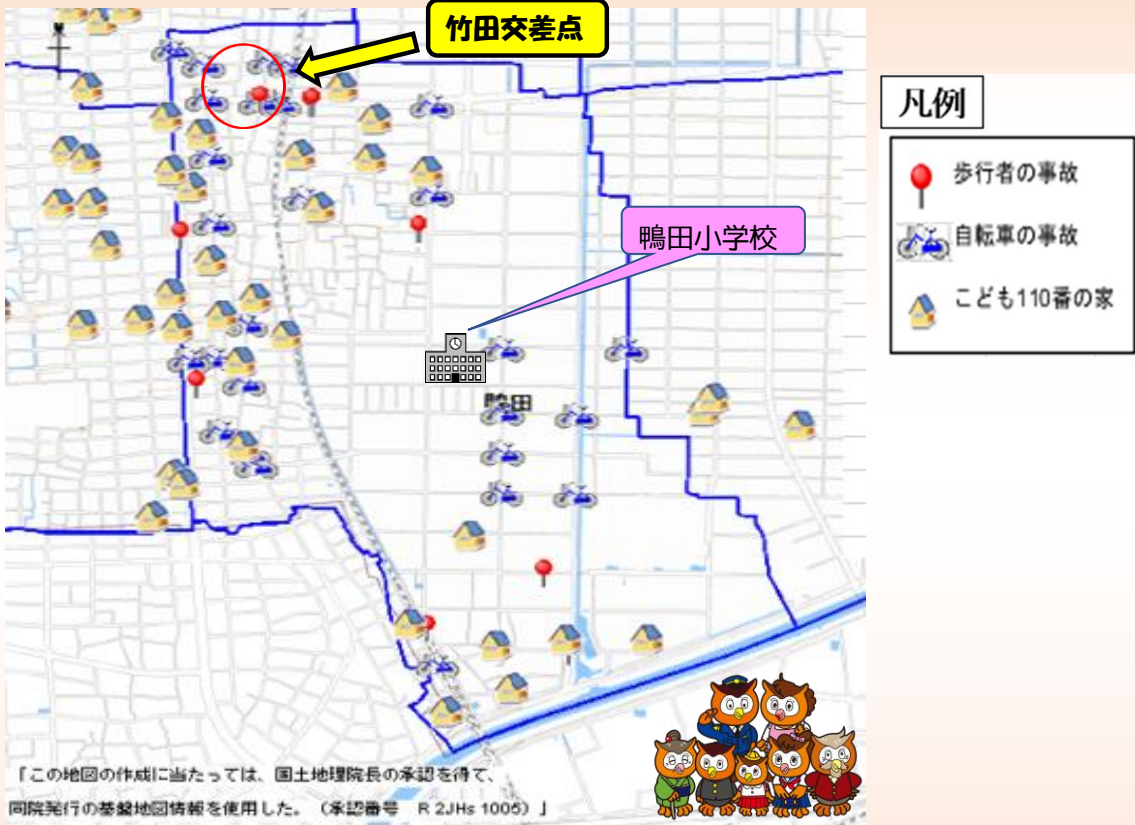 竹田交差点
凡例
歩行者の事故
自転車の事故
こども110番の家
鴨田小学校
鴨田
「この地図の作成に当たっては、国土地理院長の承認を得て、
同院発行の基盤地図情報を使用した。（承認番号　R 2JHs 1005）」